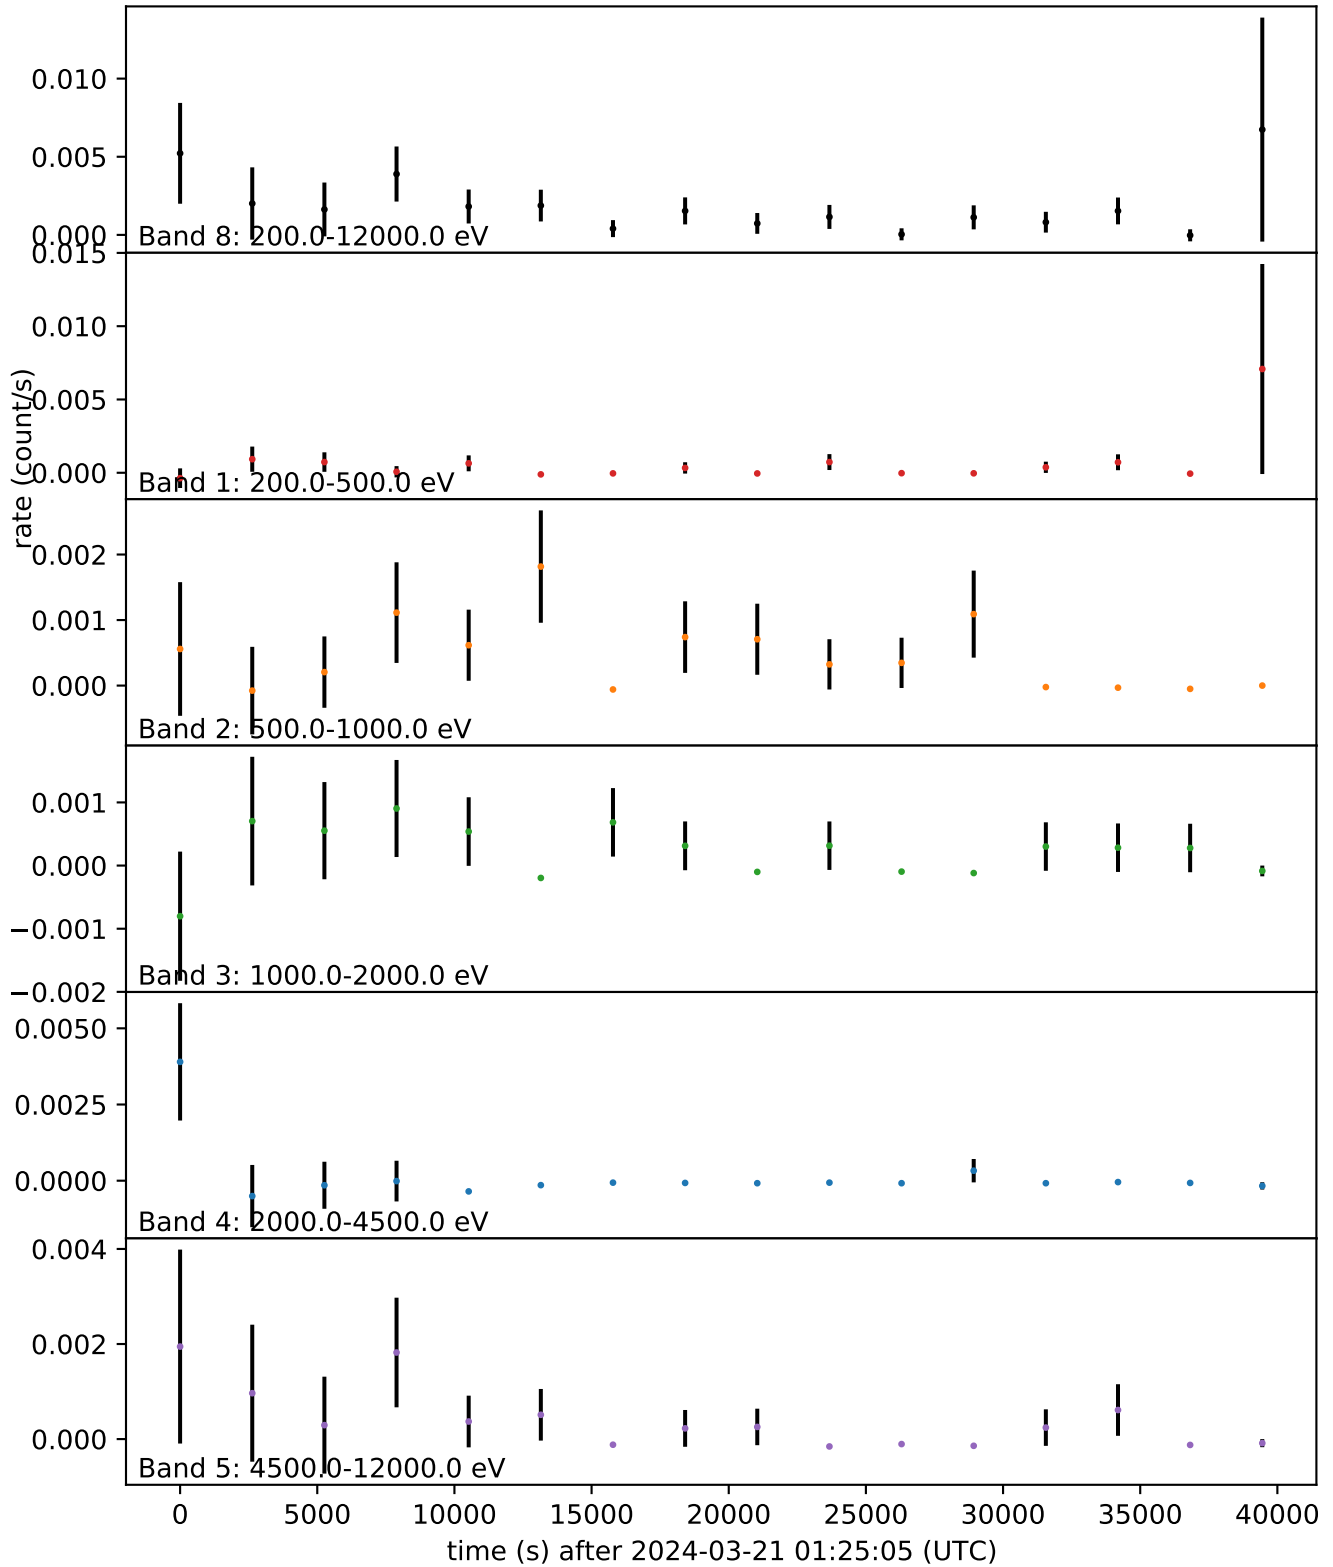 0.010
0.005
0.000
Band 8: 200.0-12000.0 eV
0.015
0.010
0.005
0.000
Band 1: 200.0-500.0 eV
rate (count/s)
0.002
0.001
0.000
Band 2: 500.0-1000.0 eV
0.001
0.000
−0.001
−0.002
Band 3: 1000.0-2000.0 eV
0.0050
0.0025
0.0000
Band 4: 2000.0-4500.0 eV
0.004
0.002
0.000
Band 5: 4500.0-12000.0 eV
0 5000 10000 15000 20000 25000 30000 35000 40000
time (s) after 2024-03-21 01:25:05 (UTC)